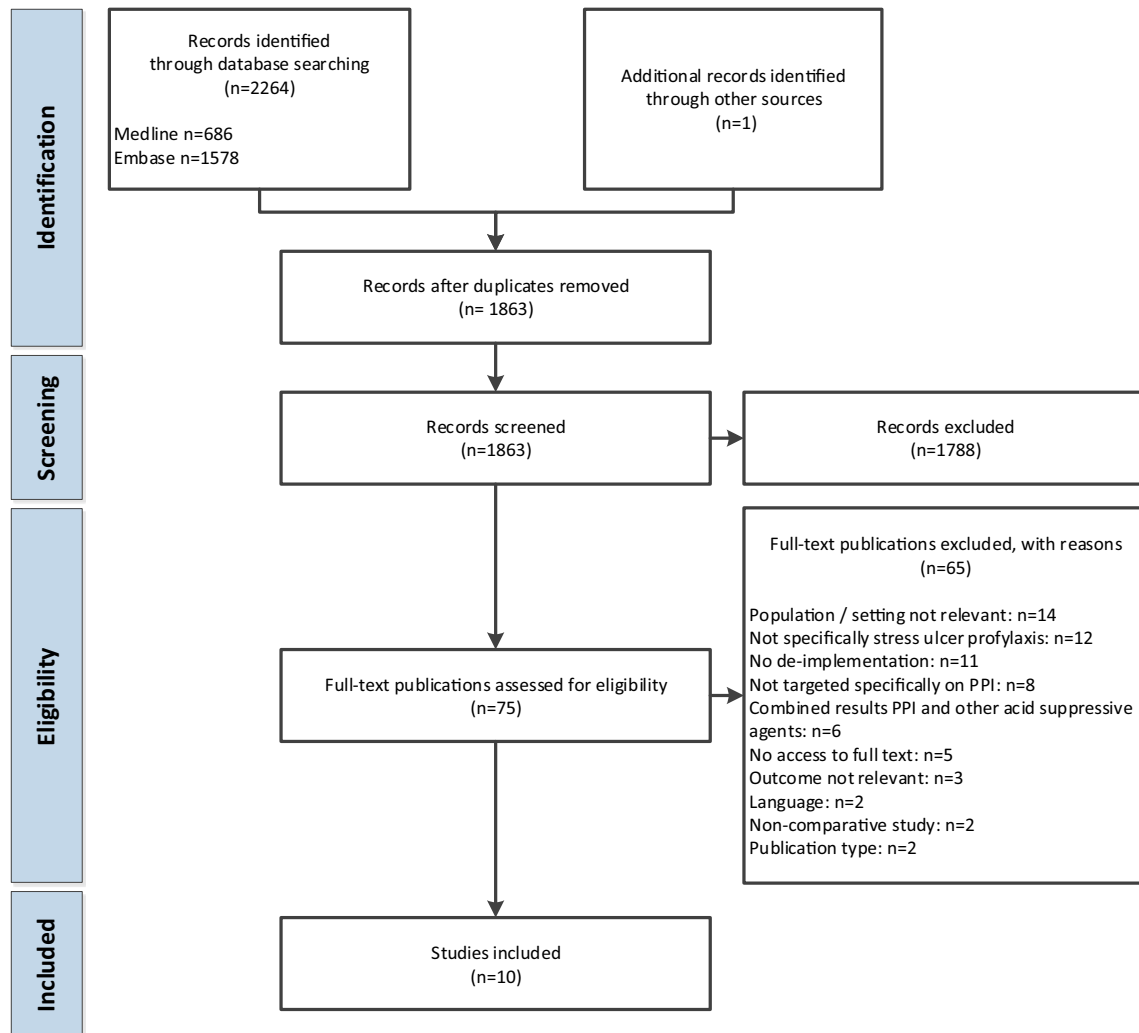 Identification
Records identified
through database searching
(n=2264)
Medline n=686
Embase n=1578
Additional records identified
through other sources
(n=1)
Records after duplicates removed
(n= 1863)
Screening
Records screened
(n=1863)
Records excluded
(n=1788)
Eligibility
Full-text publications assessed for eligibility
(n=75)
Full-text publications excluded, with reasons
(n=65)
Population / setting not relevant: n=14
Not specifically stress ulcer profylaxis: n=12
No de-implementation: n=11
Not targeted specifically on PPI: n=8
Combined results PPI and other acid suppressive
agents: n=6
No access to full text: n=5
Outcome not relevant: n=3
Language: n=2
Non-comparative study: n=2
Publication type: n=2
Included
Studies included
(n=10)